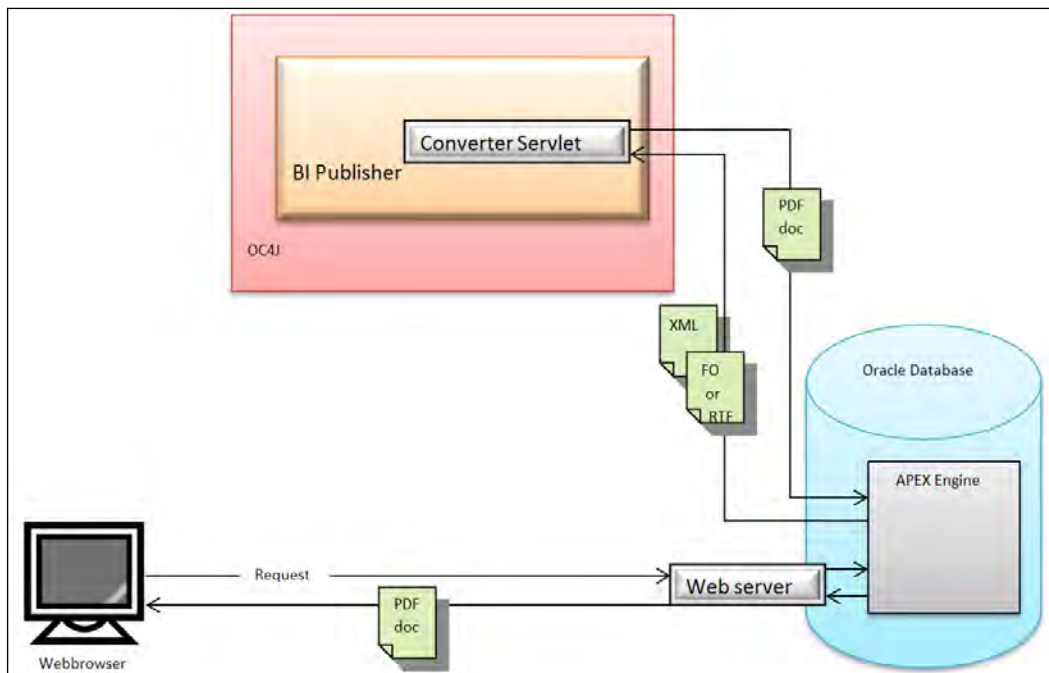 Converter Servlet
BI Publisher
OC4J
PDF
doc
XML
FO
or
RTF
Oracle Database
APEX Engine
Request
Web server
PDF
doc
Webbrowser